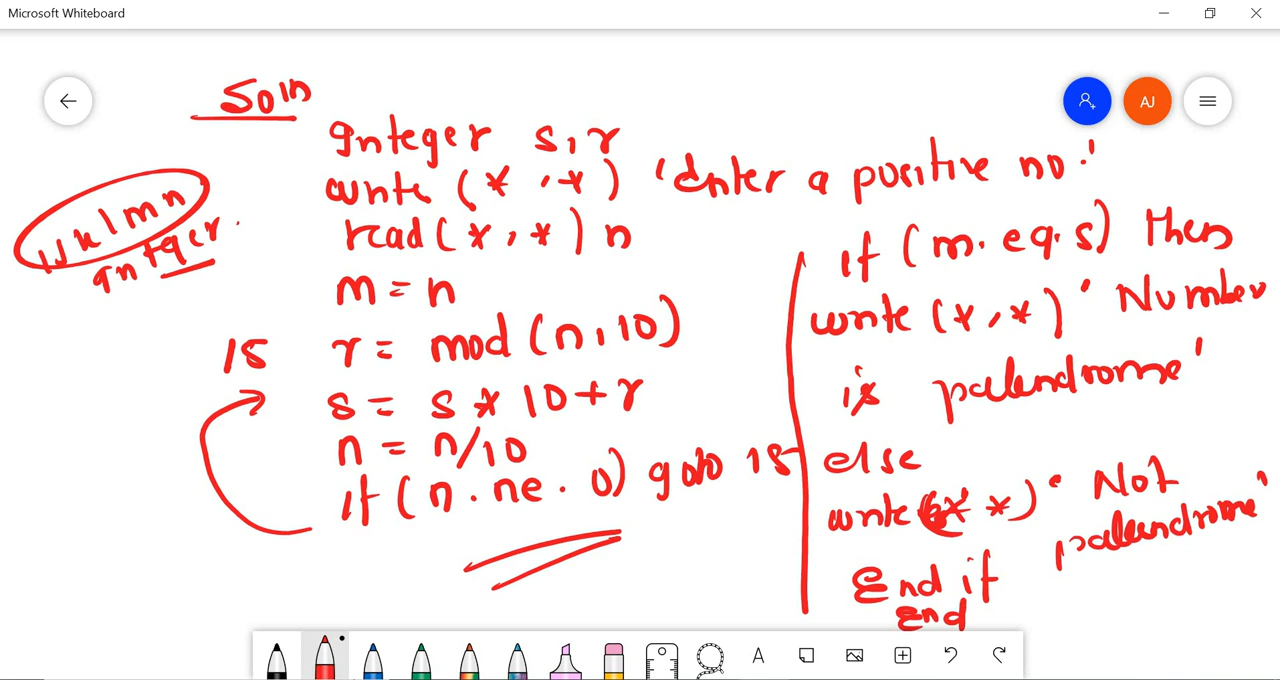 Microsoft Whiteboard
AJ
Soln
Integer s, r
write (*, *) 'Enter a positive no.'
read (*, *) n
m = n
15 r = mod (n, 10)
s = s * 10 + r
n = n/10
if (n.ne.0) goto 15
integer.
if (m.eq.s) then
write (*, *) 'Number
is palendrome'
else
write (* *) 'Not
palendrome'
End if
End
A